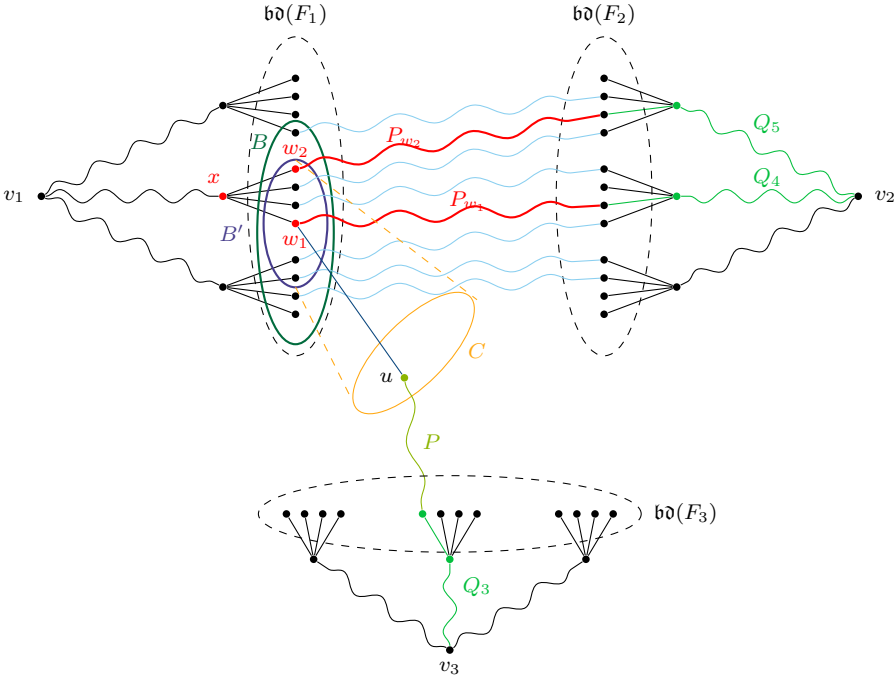 𝔟𝔡(F₁)
𝔟𝔡(F₂)
Q₅
B
P_{w₂}
w₂
x
Q₄
v₁
v₂
P_{w₁}
B′
w₁
C
u
P
𝔟𝔡(F₃)
Q₃
v₃